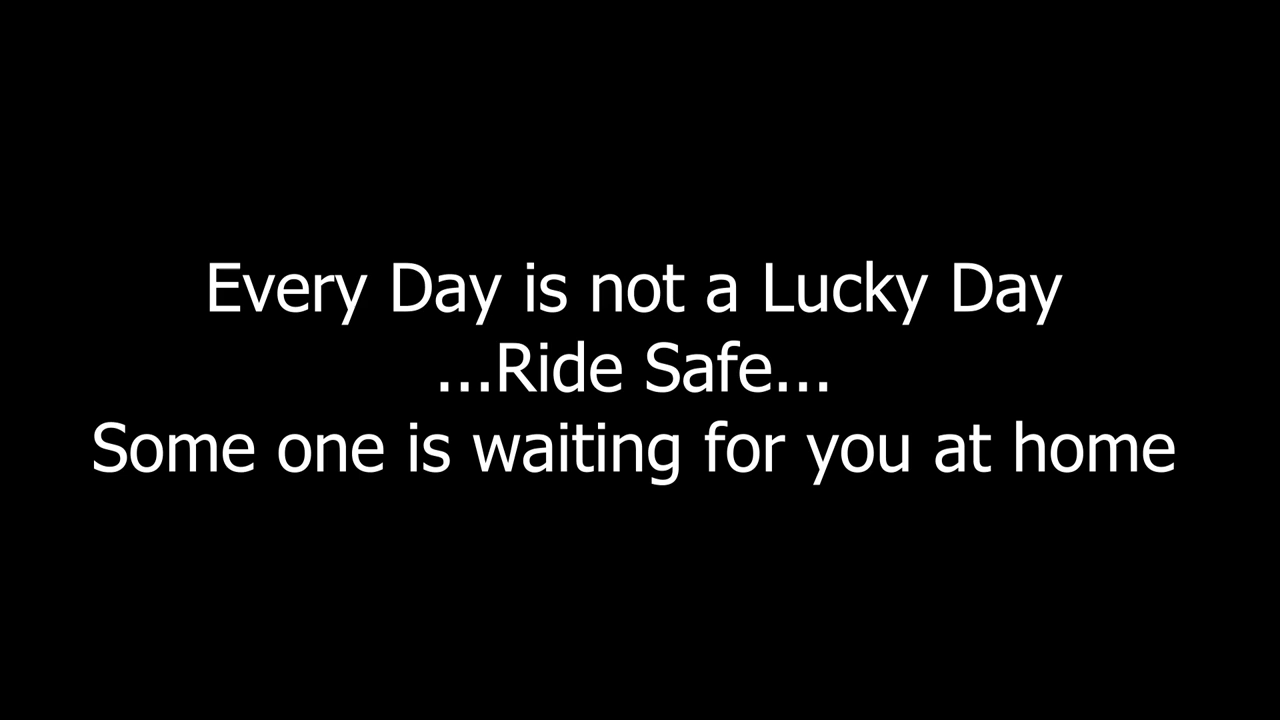 Every Day is not a Lucky Day
...Ride Safe...
Some one is waiting for you at home